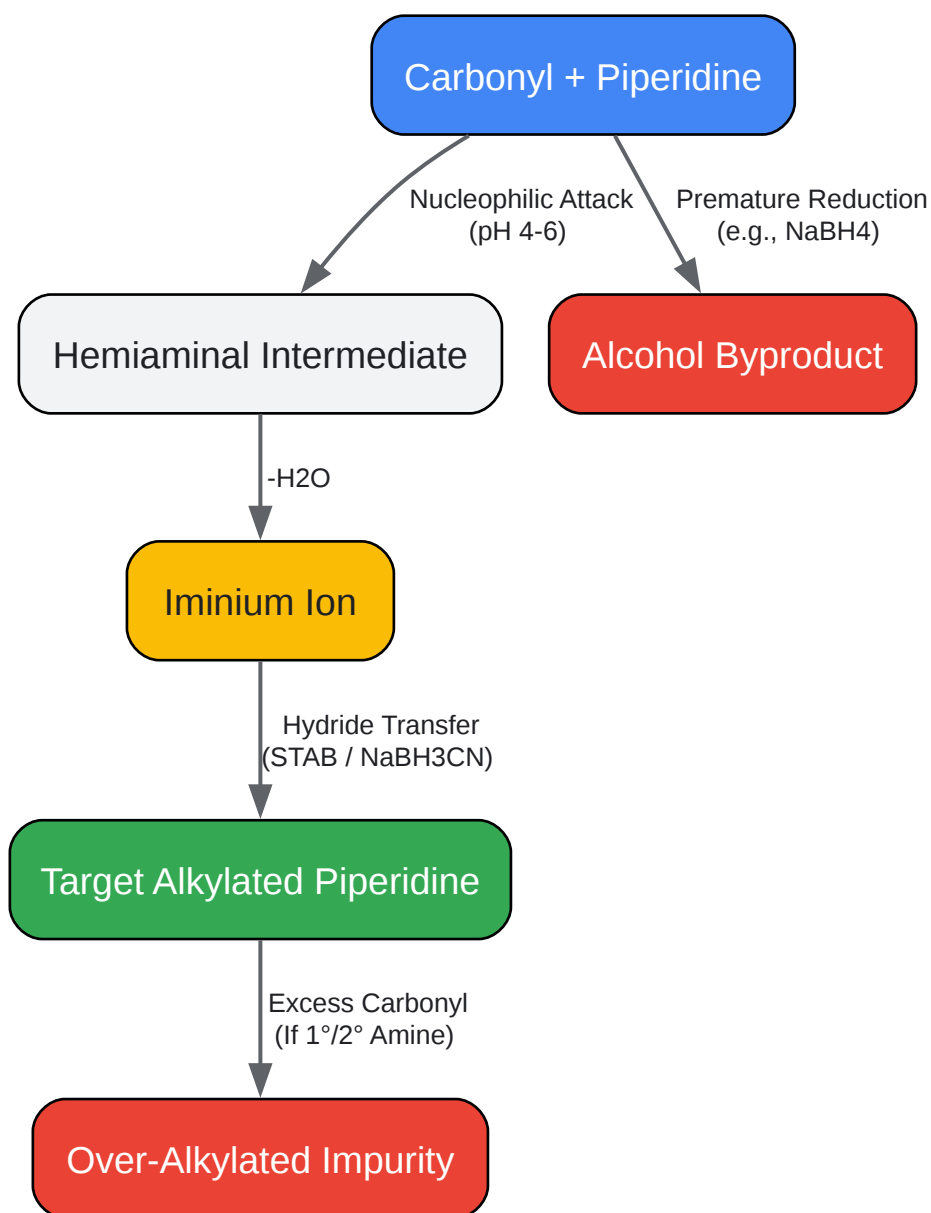 Carbonyl + Piperidine
Nucleophilic Attack
(pH 4-6)
Premature Reduction
(e.g., NaBH4)
Hemiaminal Intermediate
Alcohol Byproduct
-H2O
Iminium Ion
Hydride Transfer
(STAB / NaBH3CN)
Target Alkylated Piperidine
Excess Carbonyl
(If 1°/2° Amine)
Over-Alkylated Impurity